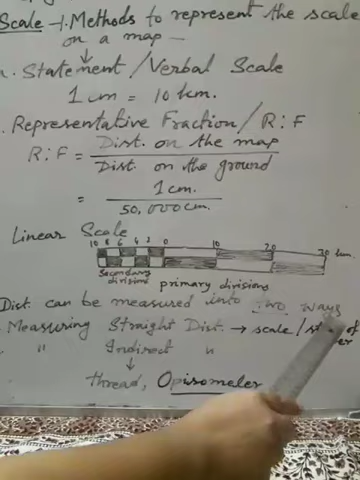 Scale → 1. Methods to represent the scale
on a map —
Statement / Verbal Scale
1 cm = 10 km.
. Representative Fraction / R:F
R:F = Dist. on the map
Dist. on the ground
= 1 cm.
50,000 cm.
Linear Scale
10 8 6 4 2 0 10 20 30 km.
Secondary divisions primary divisions
Dist. can be measured into two ways
Measuring Straight Dist. → scale / of
" Indirect "
thread, Opisometer